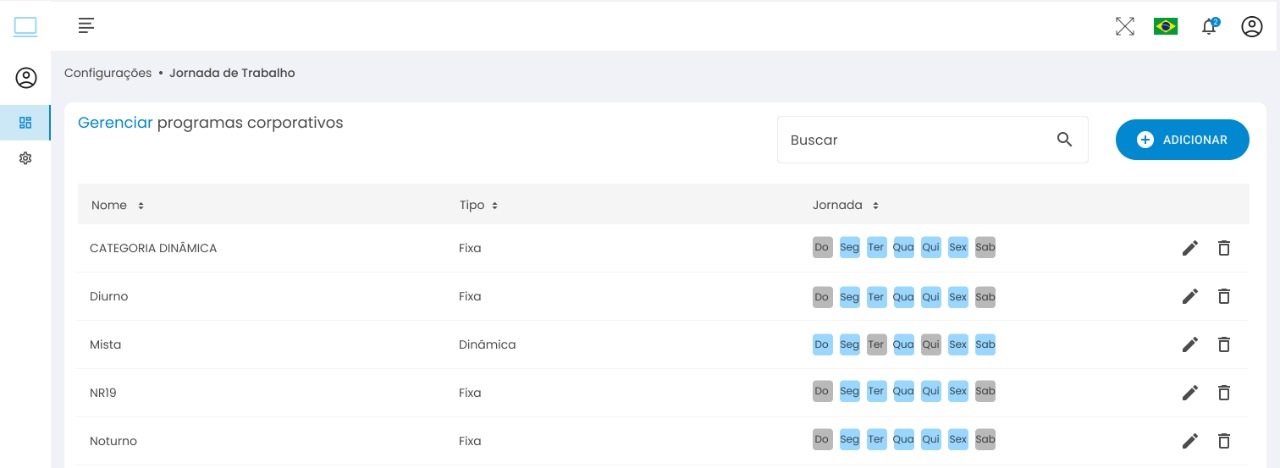 2
Configurações • Jornada de Trabalho
Gerenciar programas corporativos
Buscar
ADICIONAR
Nome Tipo Jornada
CATEGORIA DINÂMICA Fixa Do Seg Ter Qua Qui Sex Sab
Diurno Fixa Do Seg Ter Qua Qui Sex Sab
Mista Dinâmica Do Seg Ter Qua Qui Sex Sab
NR19 Fixa Do Seg Ter Qua Qui Sex Sab
Noturno Fixa Do Seg Ter Qua Qui Sex Sab